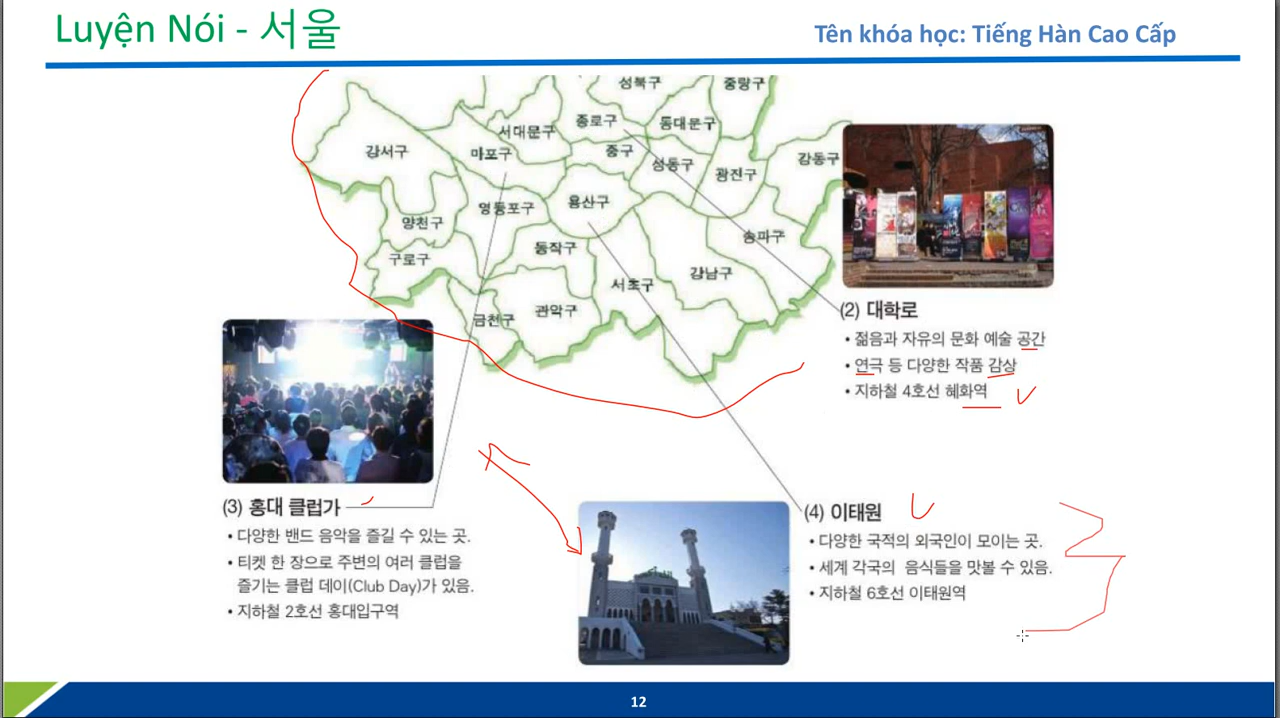 Luyện Nói - 서울
Tên khóa học: Tiếng Hàn Cao Cấp
성북구
중랑구
종로구
동대문구
서대문구
강서구
마포구
중구
성동구
광진구
강동구
영등포구
용산구
양천구
송파구
동작구
구로구
강남구
서초구
금천구
관악구
(2) 대학로
• 젊음과 자유의 문화 예술 공간
• 연극 등 다양한 작품 감상
• 지하철 4호선 혜화역
(3) 홍대 클럽가
• 다양한 밴드 음악을 즐길 수 있는 곳.
• 티켓 한 장으로 주변의 여러 클럽을
즐기는 클럽 데이(Club Day)가 있음.
• 지하철 2호선 홍대입구역
(4) 이태원
• 다양한 국적의 외국인이 모이는 곳.
• 세계 각국의 음식들을 맛볼 수 있음.
• 지하철 6호선 이태원역
12